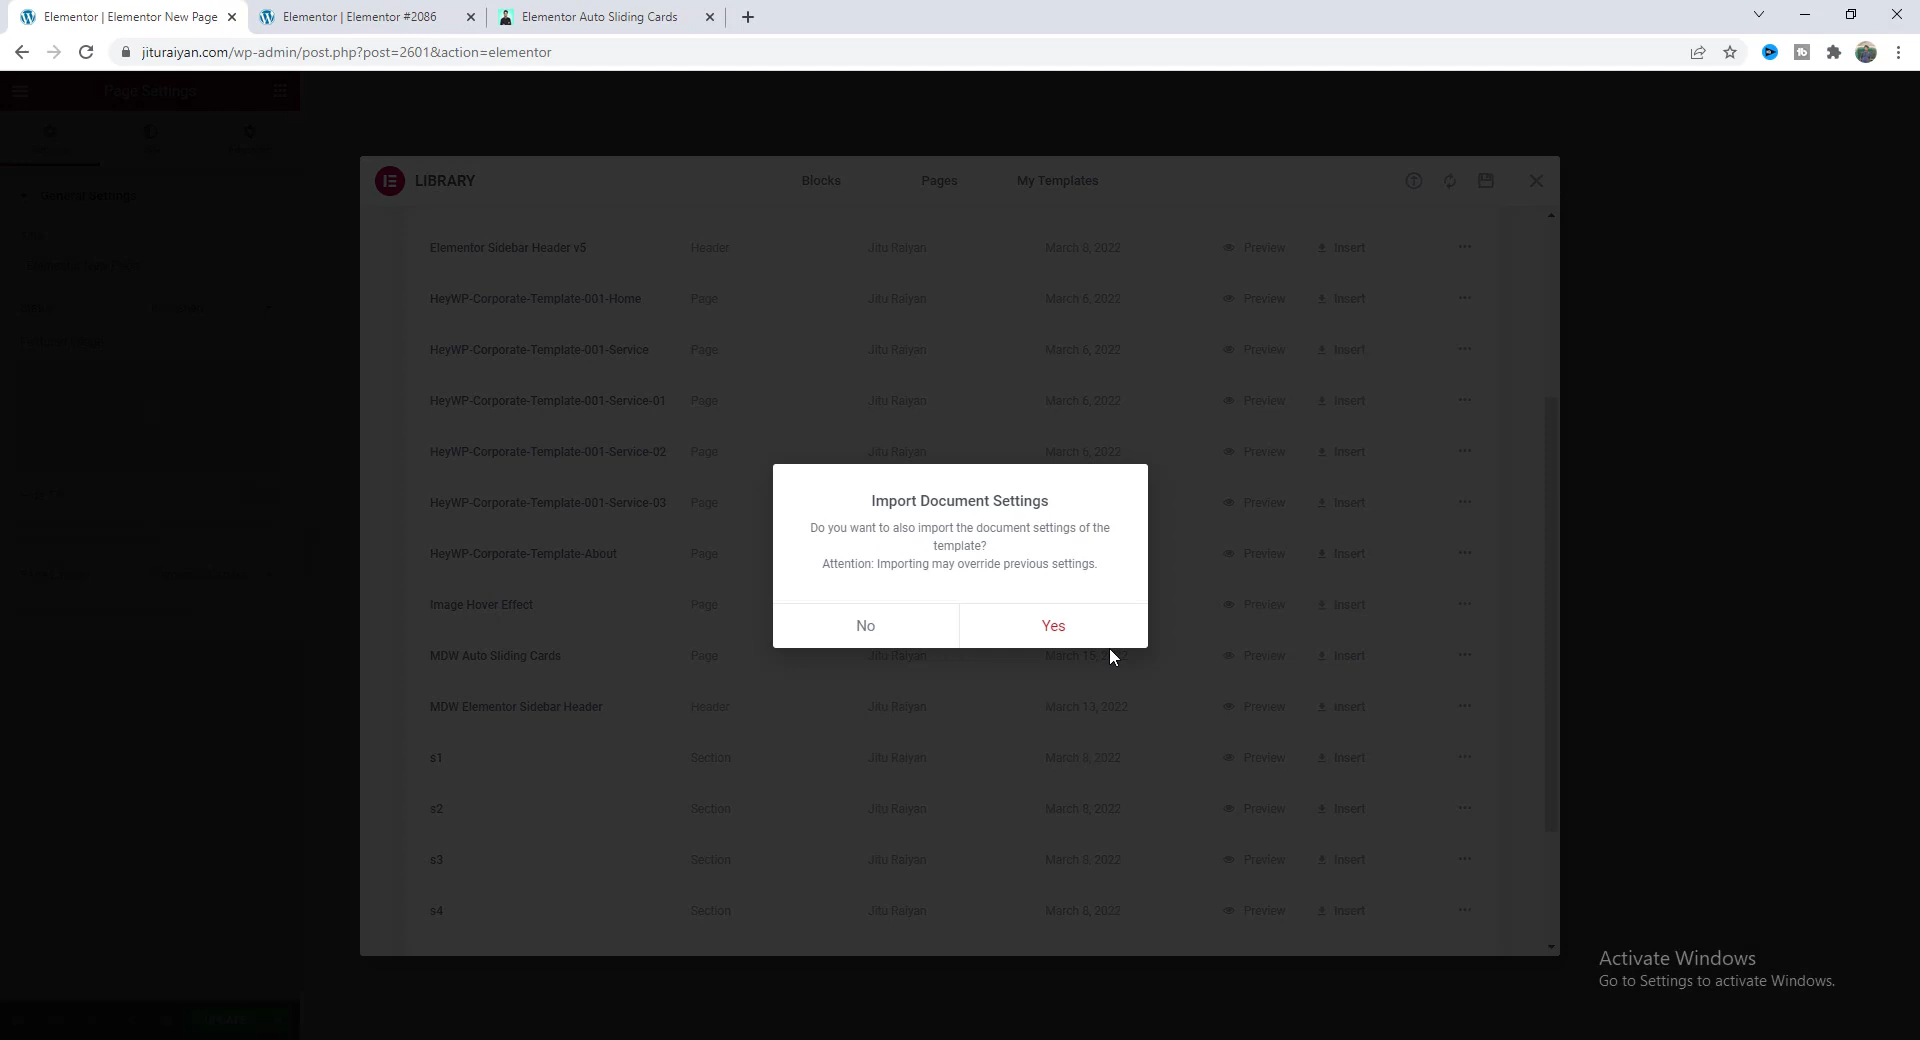 Elementor | Elementor New Page
Elementor | Elementor #2086
Elementor Auto Sliding Cards
jituraiyan.com/wp-admin/post.php?post=2601&action=elementor
Page Settings
General Settings
LIBRARY
Blocks
Pages
My Templates
Elementor Sidebar Header v5 Header Jitu Raiyan March 8, 2022 Preview Insert
HeyWP-Corporate-Template-001-Home Page Jitu Raiyan March 6, 2022 Preview Insert
HeyWP-Corporate-Template-001-Service Page Jitu Raiyan March 6, 2022 Preview Insert
HeyWP-Corporate-Template-001-Service-01 Page Jitu Raiyan March 6, 2022 Preview Insert
HeyWP-Corporate-Template-001-Service-02 Page Jitu Raiyan March 6, 2022 Preview Insert
HeyWP-Corporate-Template-001-Service-03 Page Preview Insert
HeyWP-Corporate-Template-About Page Preview Insert
Image Hover Effect Page Preview Insert
MDW Auto Sliding Cards Page Jitu Raiyan March 15, Preview Insert
MDW Elementor Sidebar Header Header Jitu Raiyan March 13, 2022 Preview Insert
s1 Section Jitu Raiyan March 8, 2022 Preview Insert
s2 Section Jitu Raiyan March 8, 2022 Preview Insert
s3 Section Jitu Raiyan March 8, 2022 Preview Insert
s4 Section Jitu Raiyan March 8, 2022 Preview Insert
Import Document Settings
Do you want to also import the document settings of the
template?
Attention: Importing may override previous settings.
No
Yes
Activate Windows
Go to Settings to activate Windows.